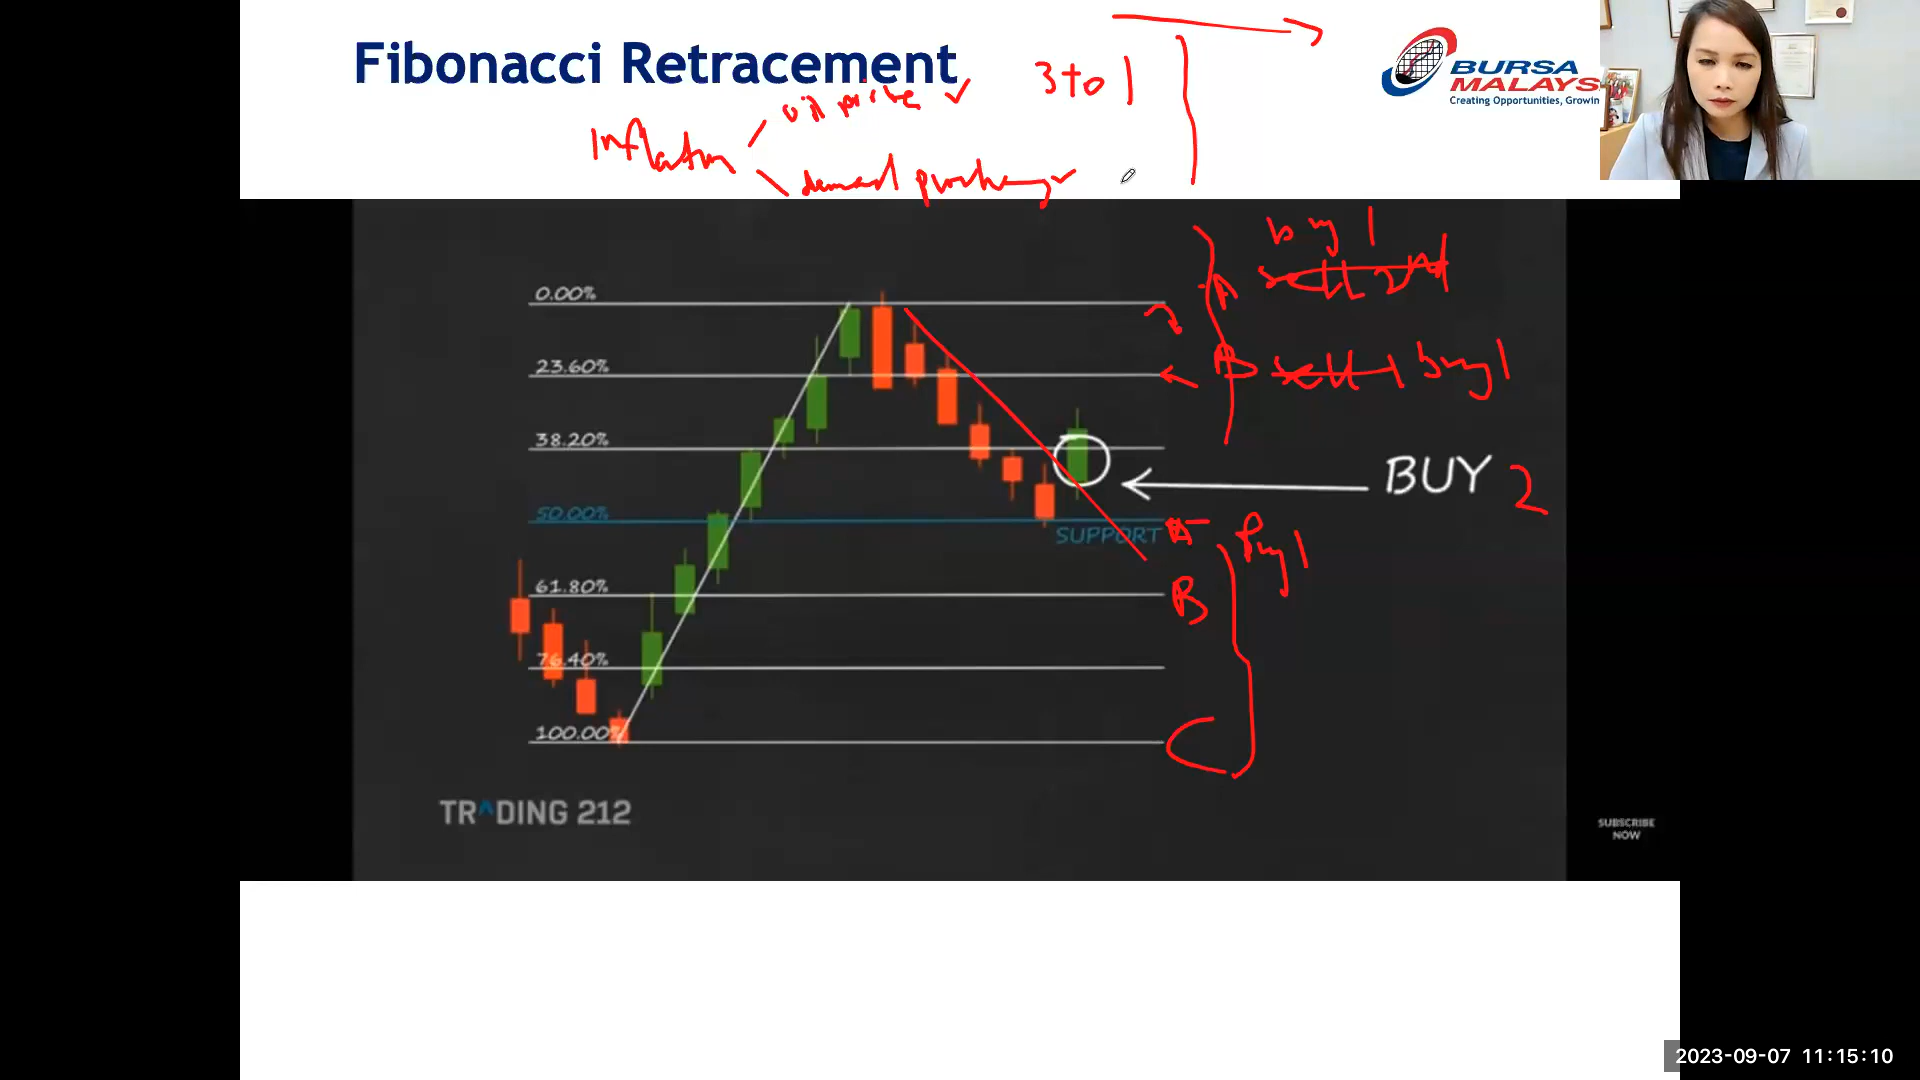 Fibonacci Retracement
3 to 1
BURSA
MALAYS
Creating Opportunities, Growin
oil price
Inflation
demand
buy 1
0.00%
A sell 2nd
23.60%
B sell 1 buy 1
38.20%
BUY 2
50.00%
SUPPORT A
Buy 1
61.80%
B
76.40%
100.00%
C
TRADING 212
SUBSCRIBE
NOW
2023-09-07 11:15:10